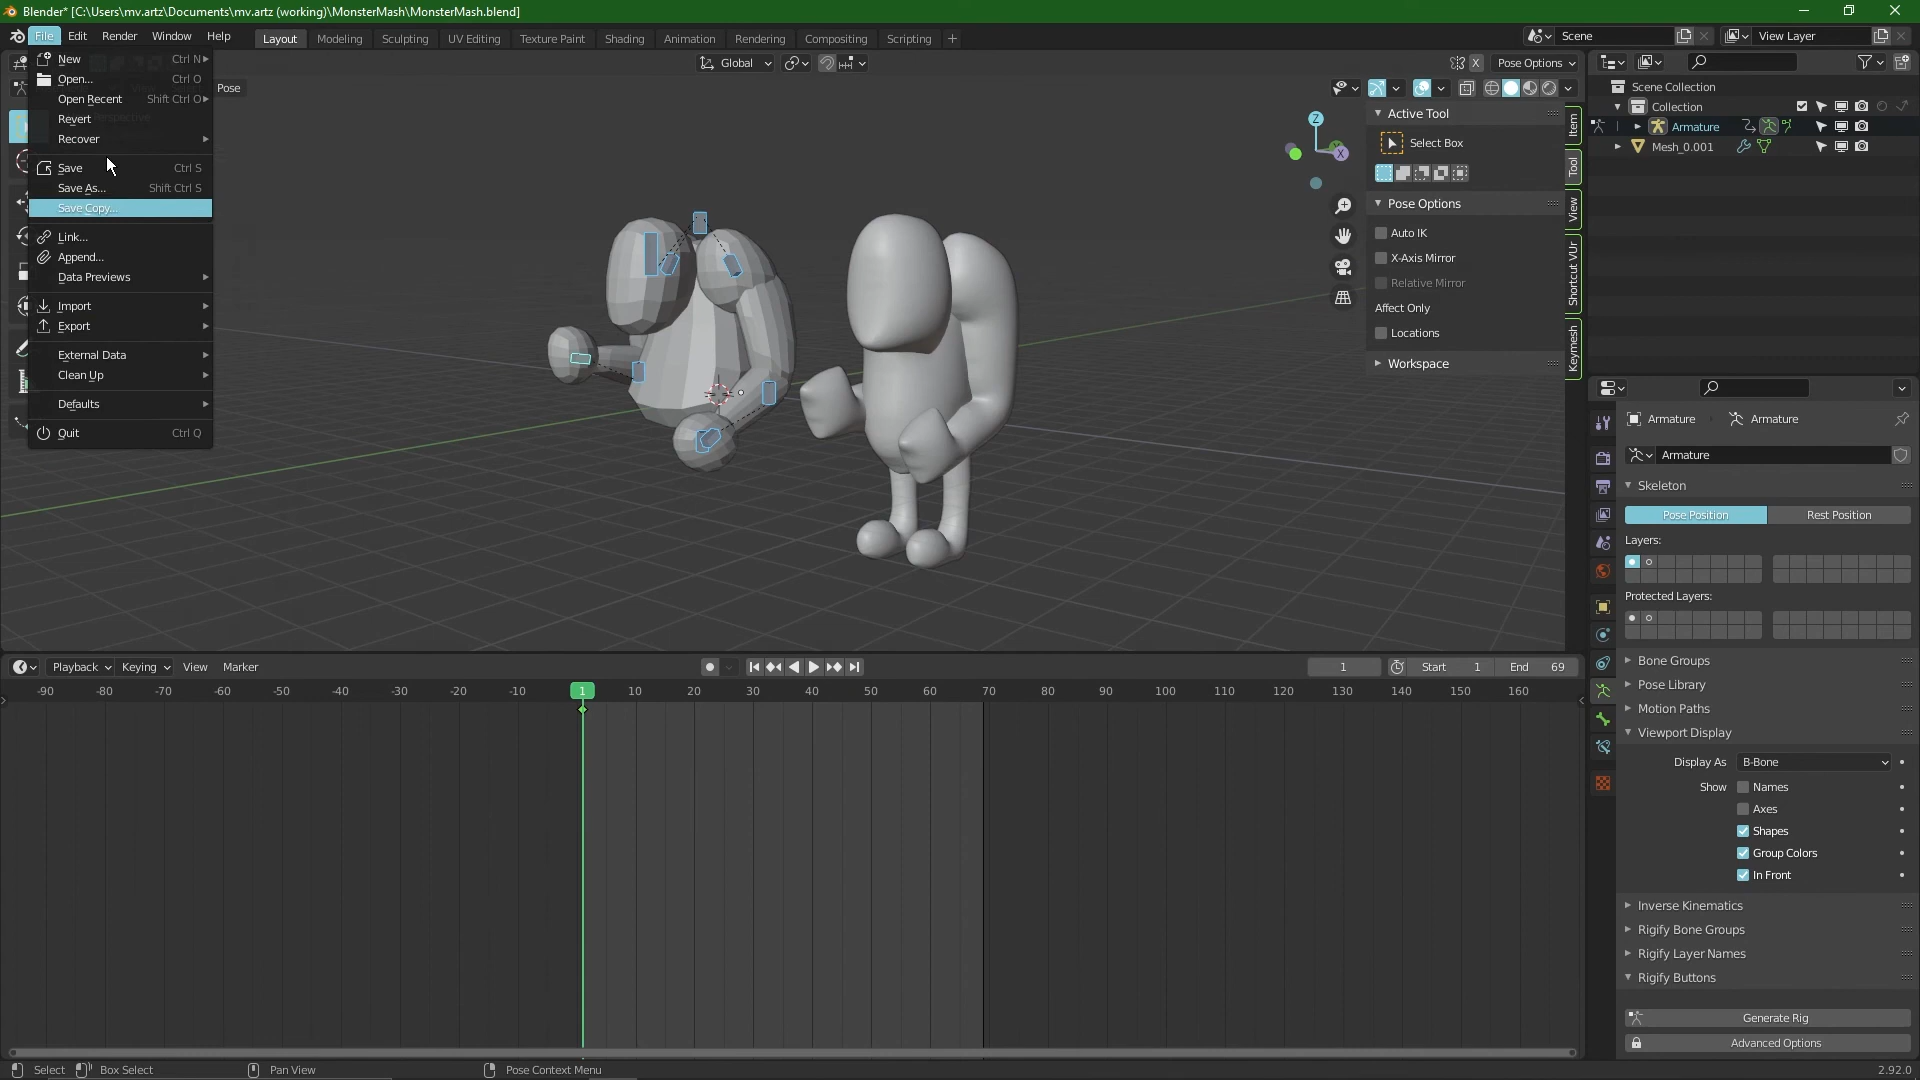 Blender* [C:\Users\mv.artz\Documents\mv.artz (working)\MonsterMash\MonsterMash.blend]
File Edit Render Window Help Layout Modeling Sculpting UV Editing Texture Paint Shading Animation Rendering Compositing Scripting + Scene View Layer
New Ctrl N
Open... Ctrl O
Open Recent Shift Ctrl O
Revert
Recover
Save Ctrl S
Save As... Shift Ctrl S
Save Copy...
Link...
Append...
Data Previews
Import
Export
External Data
Clean Up
Defaults
Quit Ctrl Q
Global X Pose Options
Pose
Z
X
Y
Active Tool
Select Box
Pose Options
Auto IK
X-Axis Mirror
Relative Mirror
Affect Only
Locations
Workspace
Item
Tool
View
Shortcut VUr
Keymesh
Scene Collection
Collection
Armature
Mesh_0.001
Armature Armature
Armature
Skeleton
Pose Position Rest Position
Layers:
Protected Layers:
Bone Groups
Pose Library
Motion Paths
Viewport Display
Display As B-Bone
Show Names
Axes
Shapes
Group Colors
In Front
Inverse Kinematics
Rigify Bone Groups
Rigify Layer Names
Rigify Buttons
Generate Rig
Advanced Options
Playback Keying View Marker 1 Start 1 End 69
-90 -80 -70 -60 -50 -40 -30 -20 -10 1 10 20 30 40 50 60 70 80 90 100 110 120 130 140 150 160
Select Box Select Pan View Pose Context Menu 2.92.0